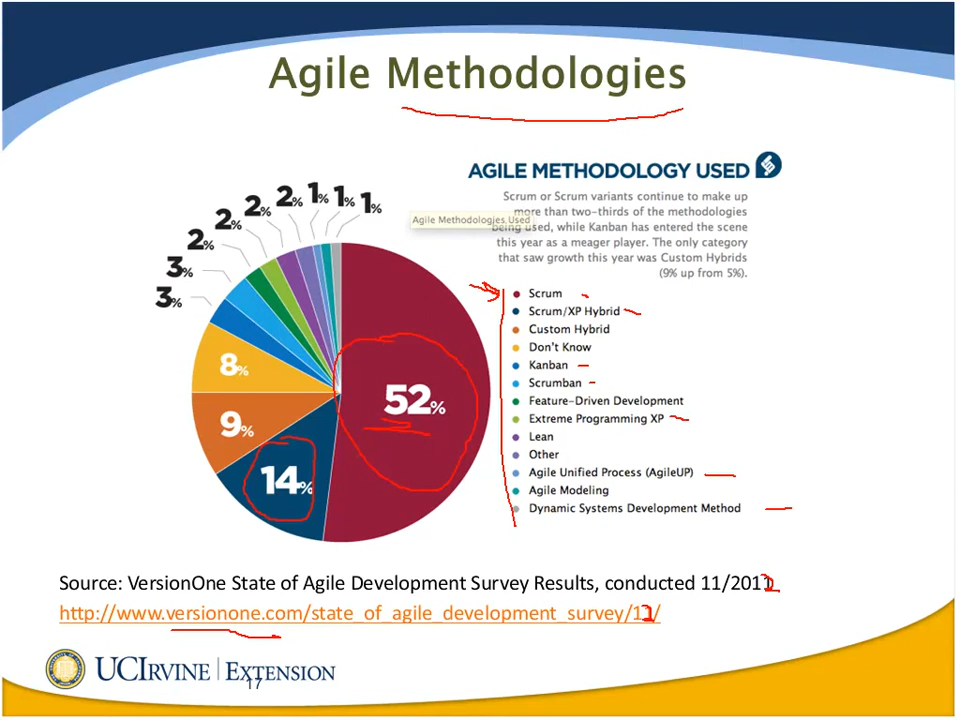 Agile Methodologies
AGILE METHODOLOGY USED
Scrum or Scrum variants continue to make up
more than two-thirds of the methodologies
Agile Methodologies Used
being used, while Kanban has entered the scene
this year as a meager player. The only category
that saw growth this year was Custom Hybrids
(9% up from 5%).
1%
1%
1%
2%
2%
2%
2%
3%
3%
8%
9%
14%
52%
Scrum
Scrum/XP Hybrid
Custom Hybrid
Don't Know
Kanban
Scrumban
Feature-Driven Development
Extreme Programming XP
Lean
Other
Agile Unified Process (AgileUP)
Agile Modeling
Dynamic Systems Development Method
Source: VersionOne State of Agile Development Survey Results, conducted 11/2011
http://www.versionone.com/state_of_agile_development_survey/11/
UCIRVINE | EXTENSION
17